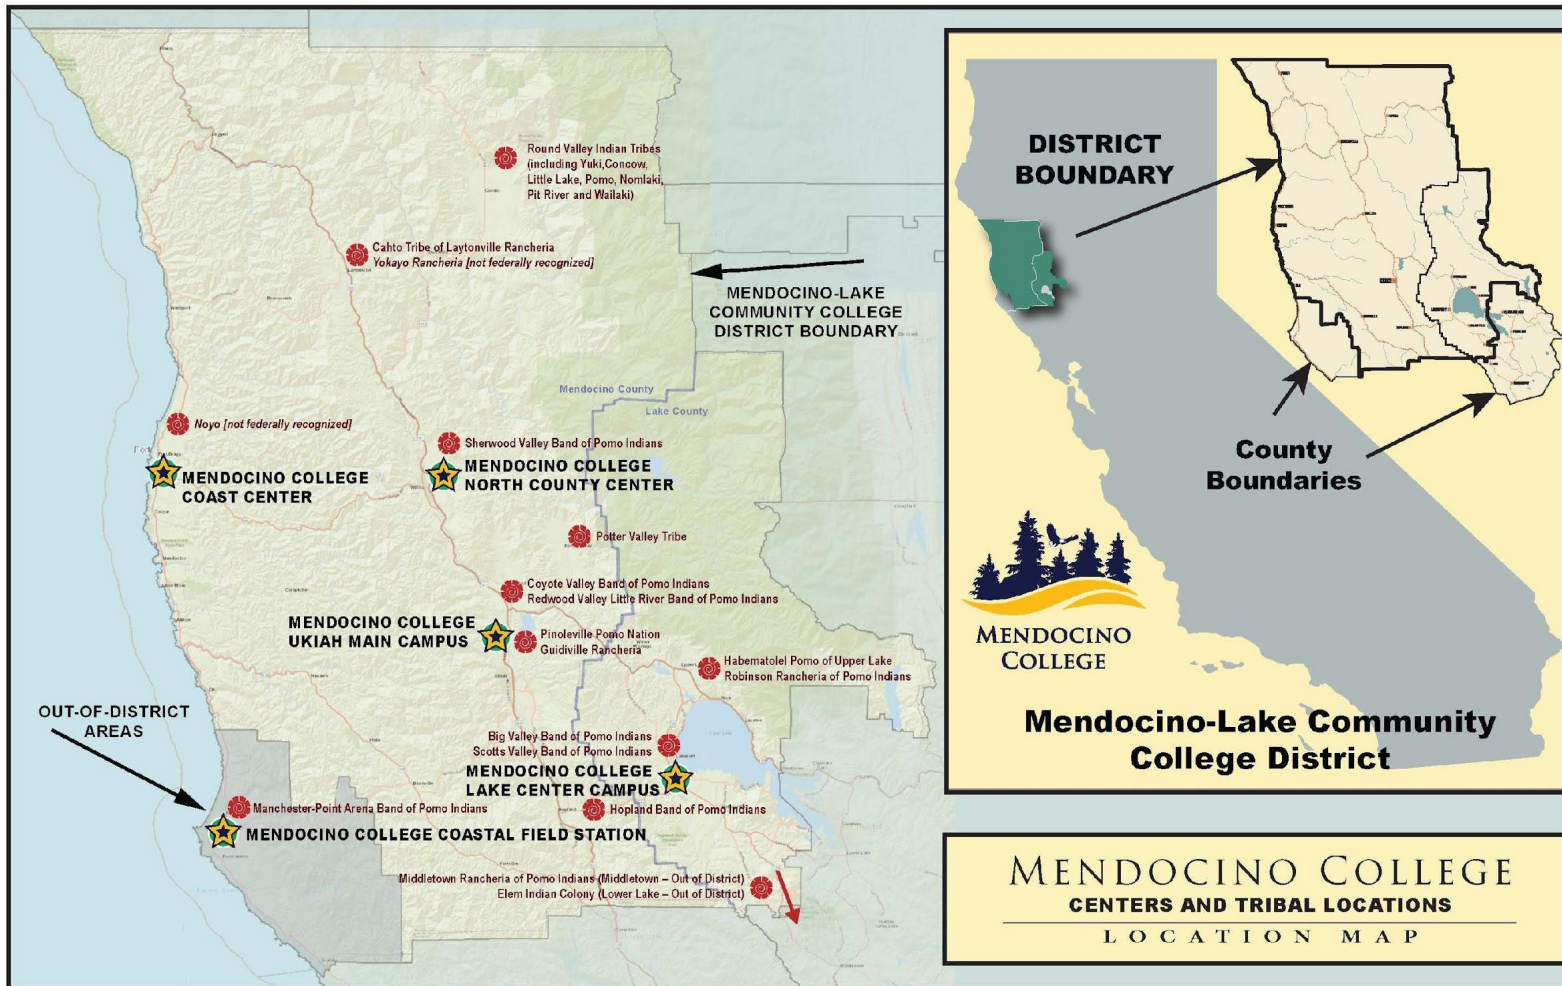 Round Valley Indian Tribes
(including Yuki,Concow,
Little Lake, Pomo, Nomlaki,
Pit River and Wailaki)
Cahto Tribe of Laytonville Rancheria
Yokayo Rancheria [not federally recognized]
MENDOCINO-LAKE
COMMUNITY COLLEGE
DISTRICT BOUNDARY
Mendocino County
Lake County
Noyo [not federally recognized]
Sherwood Valley Band of Pomo Indians
MENDOCINO COLLEGE
COAST CENTER
MENDOCINO COLLEGE
NORTH COUNTY CENTER
Potter Valley Tribe
Coyote Valley Band of Pomo Indians
Redwood Valley Little River Band of Pomo Indians
MENDOCINO COLLEGE
UKIAH MAIN CAMPUS
Pinoleville Pomo Nation
Guidiville Rancheria
Habematolel Pomo of Upper Lake
Robinson Rancheria of Pomo Indians
OUT-OF-DISTRICT
AREAS
Big Valley Band of Pomo Indians
Scotts Valley Band of Pomo Indians
MENDOCINO COLLEGE
LAKE CENTER CAMPUS
Manchester-Point Arena Band of Pomo Indians
Hopland Band of Pomo Indians
MENDOCINO COLLEGE COASTAL FIELD STATION
Middletown Rancheria of Pomo Indians (Middletown – Out of District)
Elem Indian Colony (Lower Lake – Out of District)
DISTRICT
BOUNDARY
County
Boundaries
MENDOCINO
COLLEGE
Mendocino-Lake Community
College District
MENDOCINO COLLEGE
CENTERS AND TRIBAL LOCATIONS
LOCATION MAP